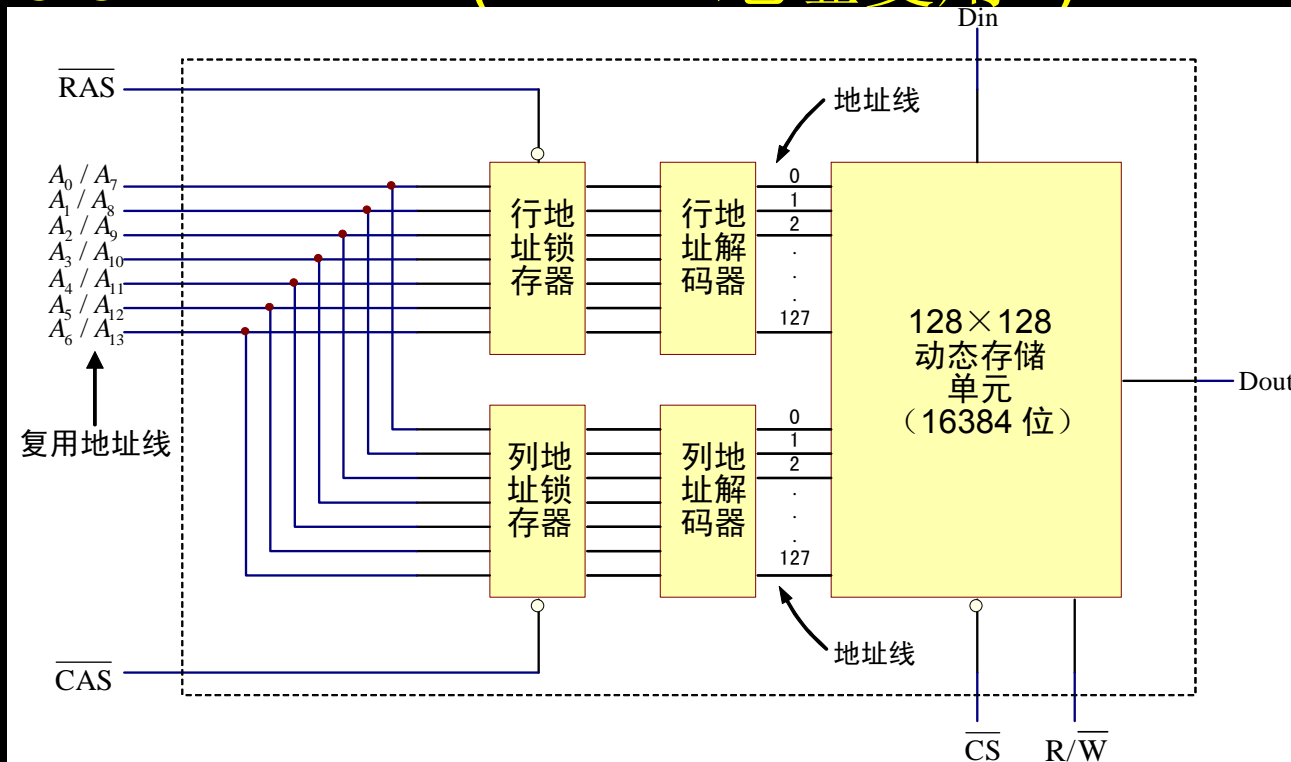 Din
RAS
地址线
A0 / A7
A1 / A8
A2 / A9
A3 / A10
A4 / A11
A5 / A12
A6 / A13
复用地址线
行地址锁存器
行地址解码器
0
1
2
.
.
.
127
128×128
动态存储
单元
（16384 位）
Dout
列地址锁存器
列地址解码器
0
1
2
.
.
.
127
地址线
CAS
CS
R/W